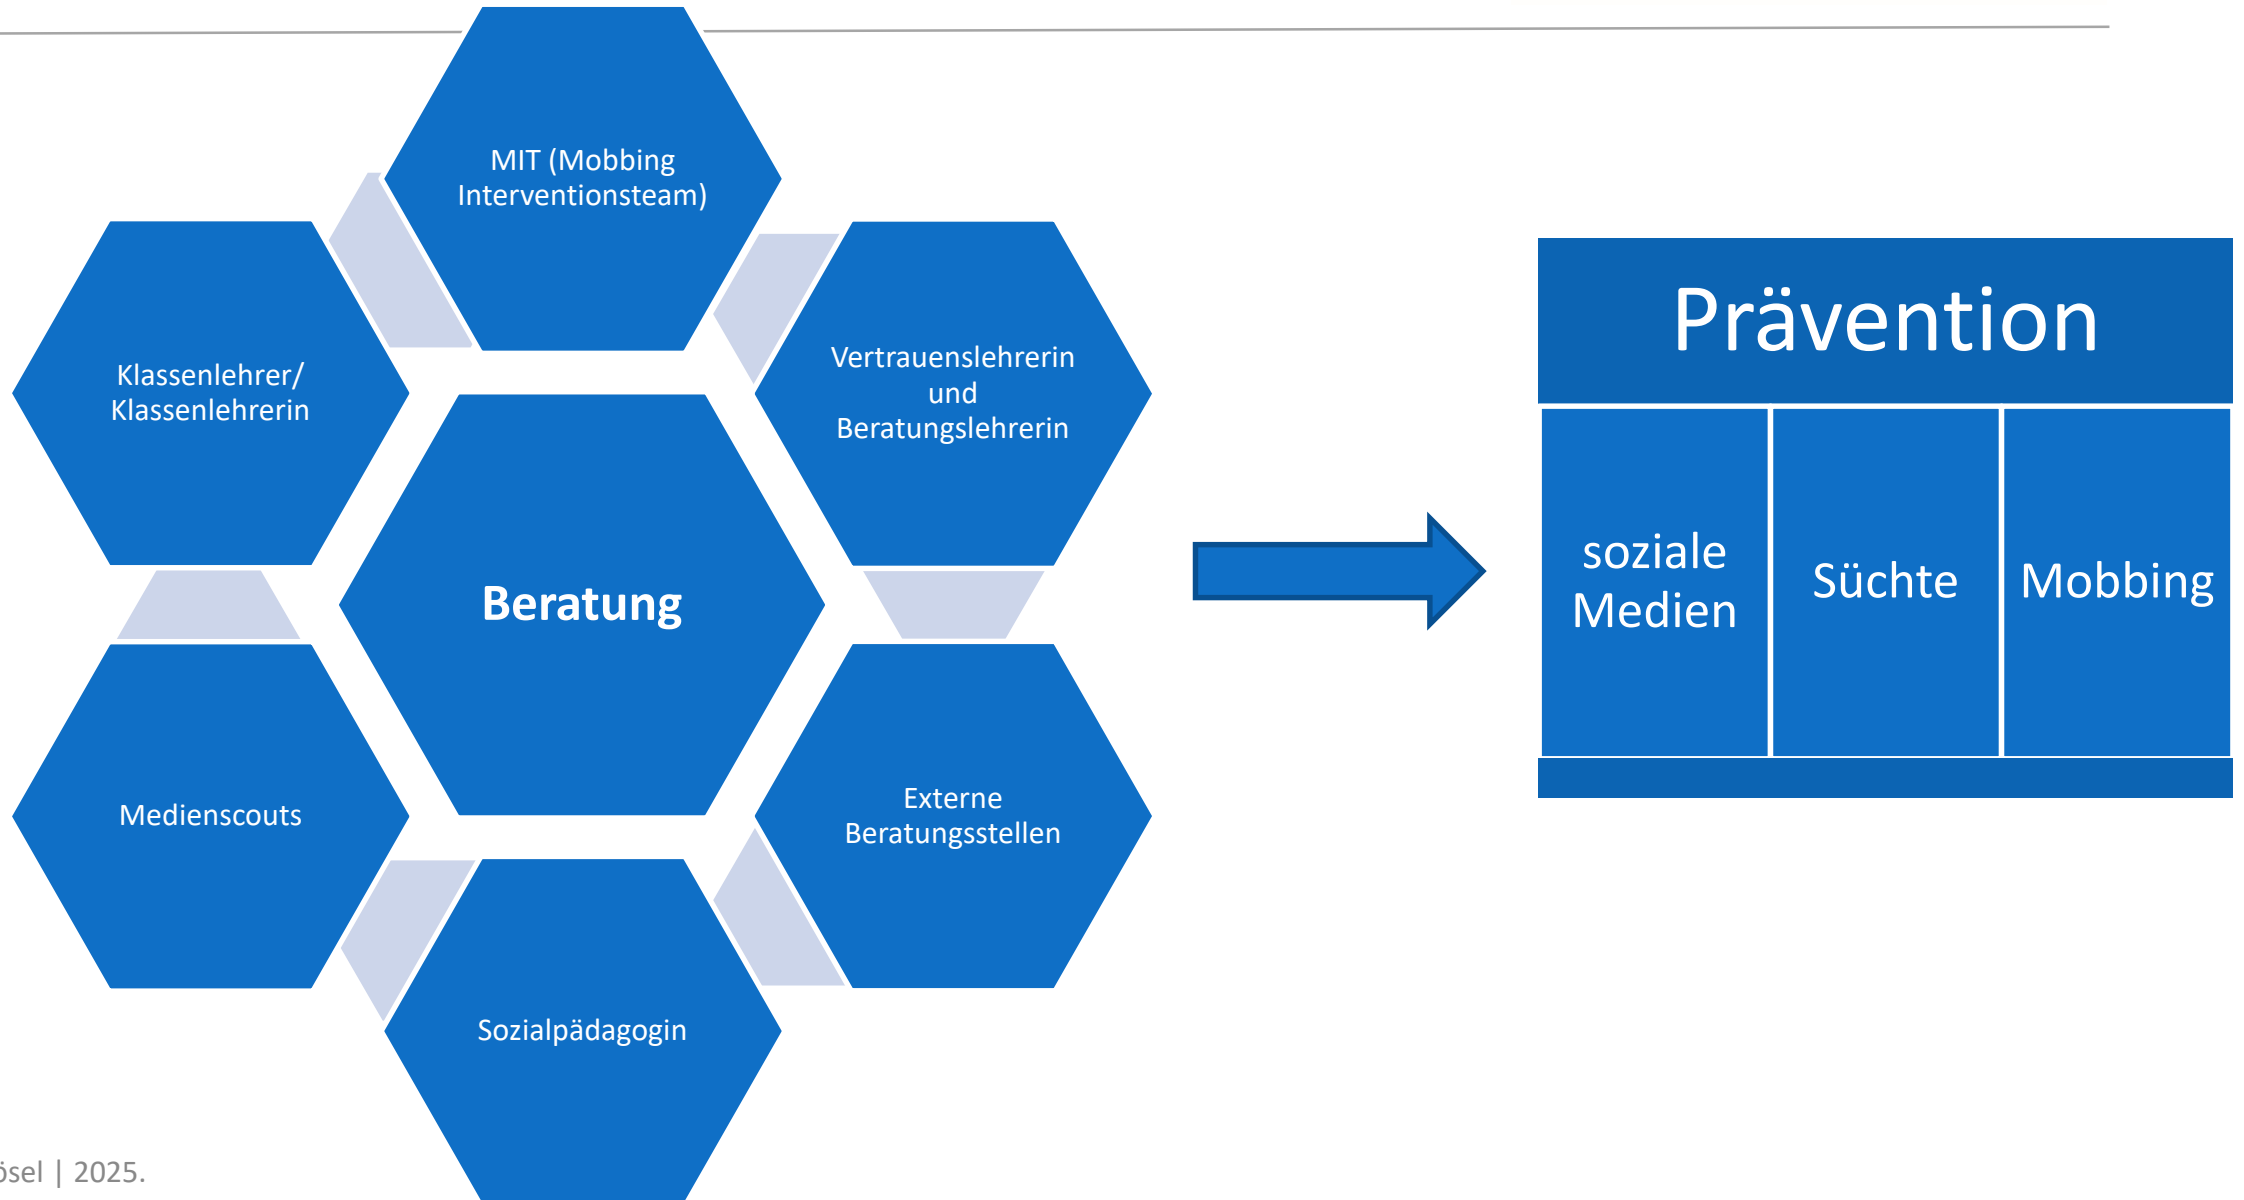 MIT (Mobbing
Interventionsteam)
Klassenlehrer/
Klassenlehrerin
Vertrauenslehrerin
und
Beratungslehrerin
Beratung
Medienscouts
Externe
Beratungsstellen
Sozialpädagogin
Prävention
soziale
Medien
Süchte
Mobbing
| 2025.